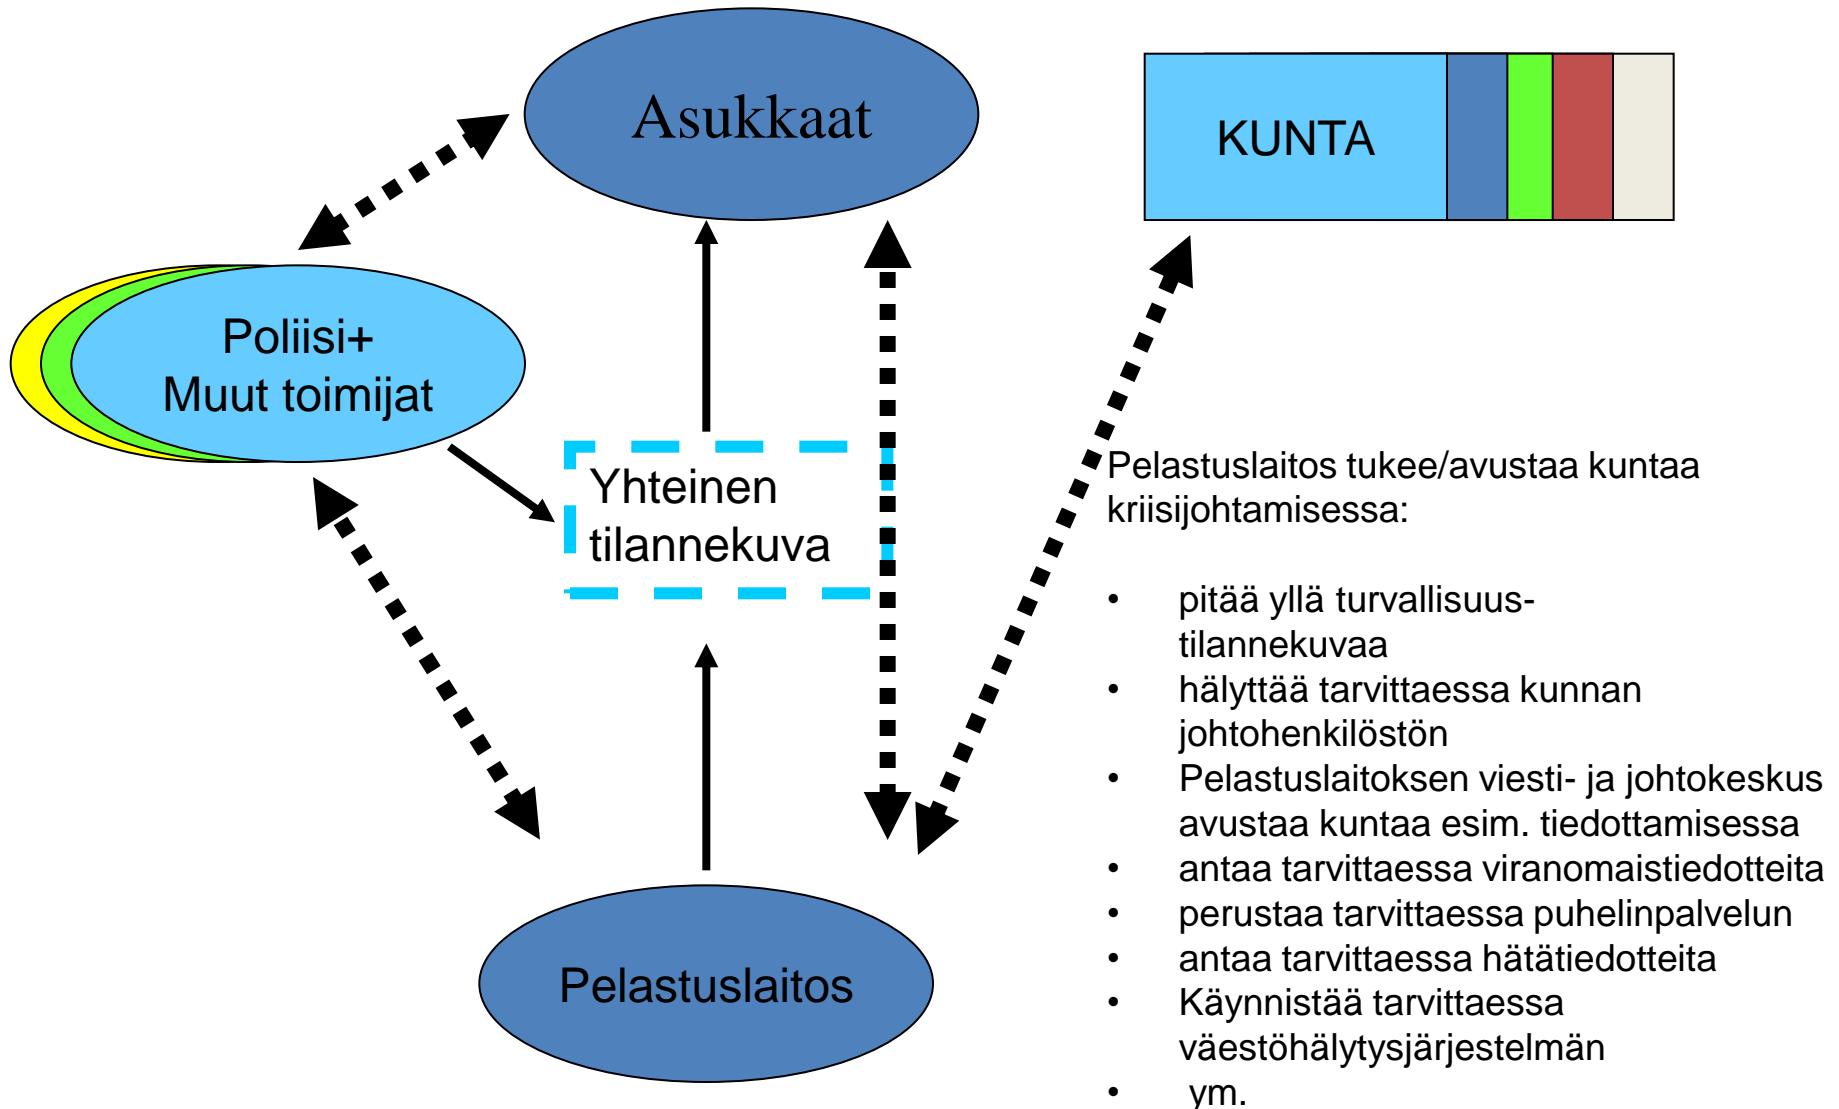 Asukkaat
KUNTA
Poliisi+
Muut toimijat
Yhteinen
tilannekuva
Pelastuslaitos
Pelastuslaitos tukee/avustaa kuntaa
kriisijohtamisessa:
• pitää yllä turvallisuus-
tilannekuvaa
• hälyttää tarvittaessa kunnan
johtohenkilöstön
• Pelastuslaitoksen viesti- ja johtokeskus
avustaa kuntaa esim. tiedottamisessa
• antaa tarvittaessa viranomaistiedotteita
• perustaa tarvittaessa puhelinpalvelun
• antaa tarvittaessa hätätiedotteita
• Käynnistää tarvittaessa
väestöhälytysjärjestelmän
• ym.